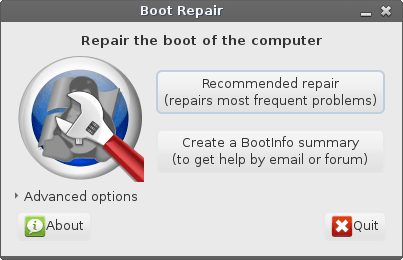 Boot Repair
Repair the boot of the computer
Recommended repair
(repairs most frequent problems)
Create a BootInfo summary
(to get help by email or forum)
Advanced options
About
Quit